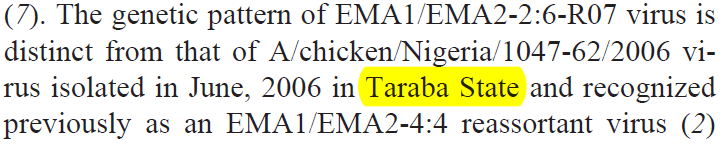 (7). The genetic pattern of EMA1/EMA2-2:6-R07 virus is
distinct from that of A/chicken/Nigeria/1047-62/2006 vi-
rus isolated in June, 2006 in Taraba State and recognized
previously as an EMA1/EMA2-4:4 reassortant virus (2)